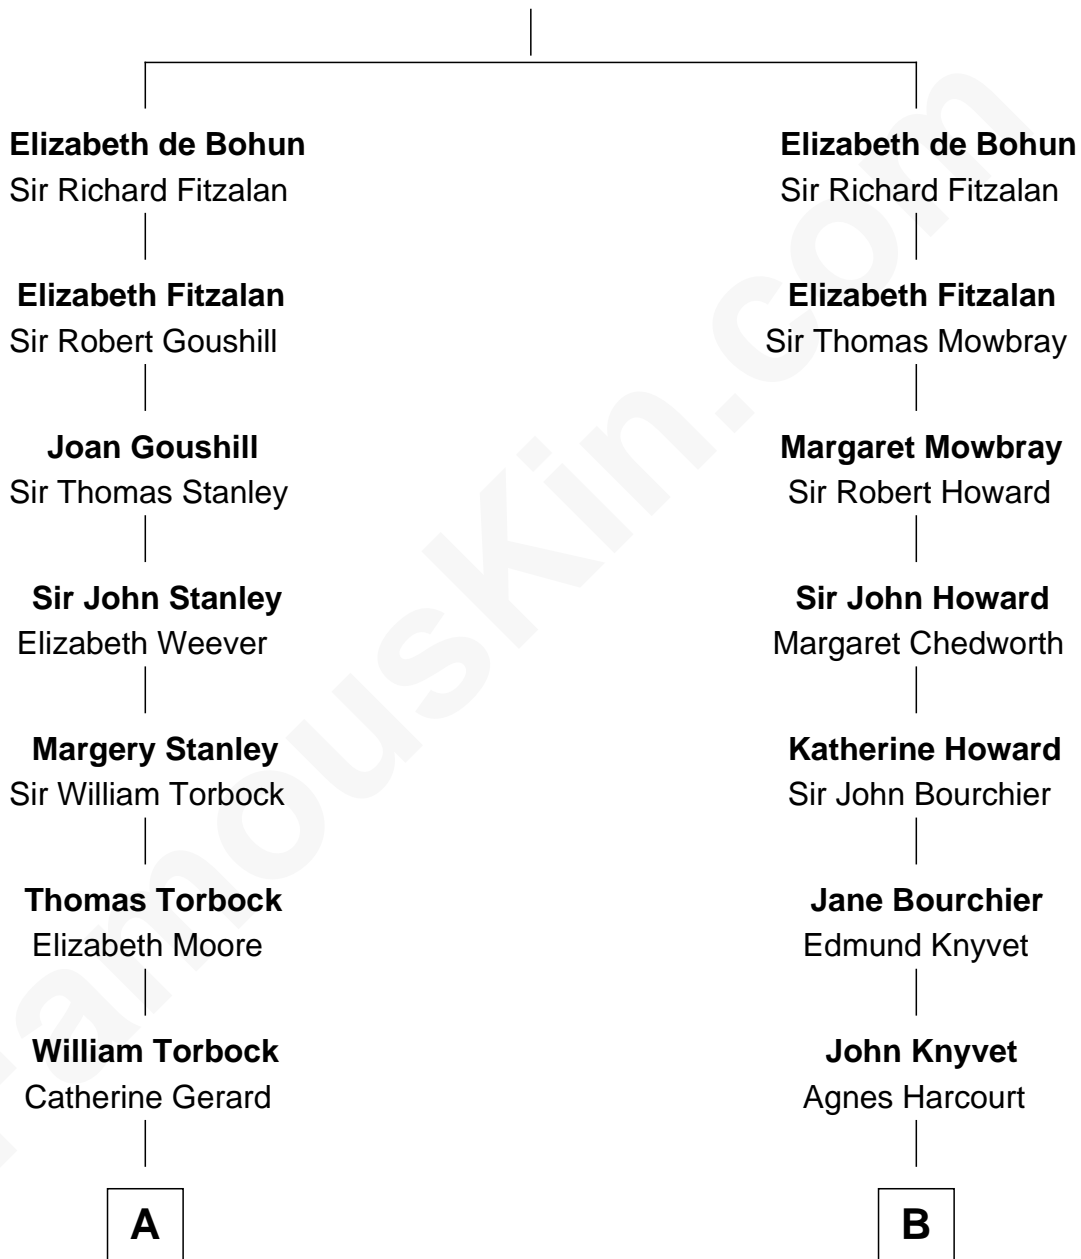 Elizabeth de Bohun
Sir Richard Fitzalan
Elizabeth Fitzalan
Sir Robert Goushill
Joan Goushill
Sir Thomas Stanley
Sir John Stanley
Elizabeth Weever
Margery Stanley
Sir William Torbock
Thomas Torbock
Elizabeth Moore
William Torbock
Catherine Gerard
A
Elizabeth de Bohun
Sir Richard Fitzalan
Elizabeth Fitzalan
Sir Thomas Mowbray
Margaret Mowbray
Sir Robert Howard
Sir John Howard
Margaret Chedworth
Katherine Howard
Sir John Bourchier
Jane Bourchier
Edmund Knyvet
John Knyvet
Agnes Harcourt
B
FamousKin.com